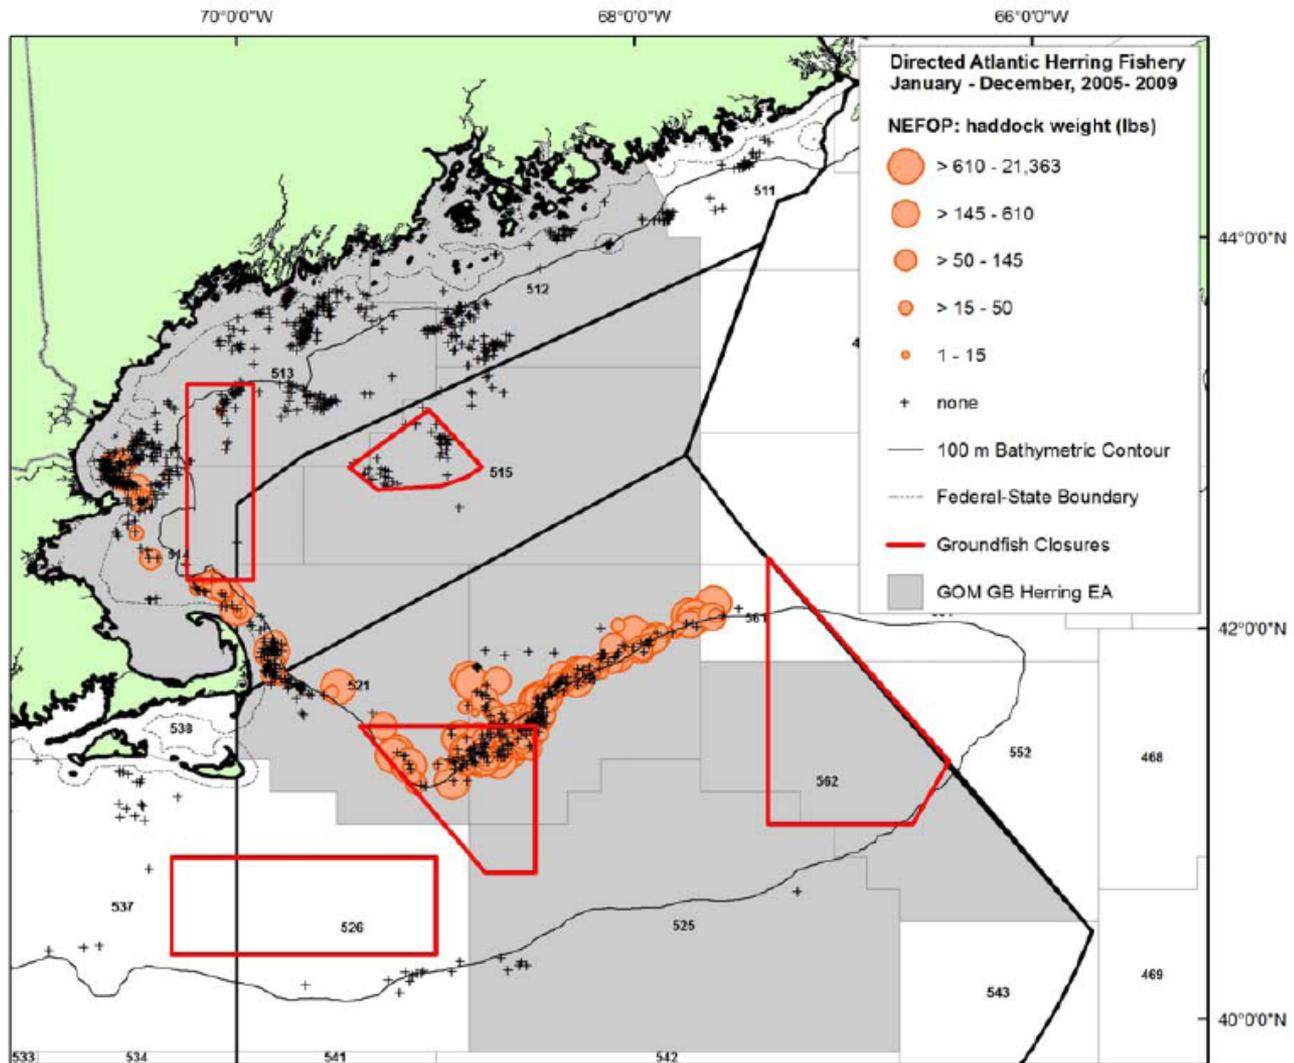 70°0'0"W 68°0'0"W 66°0'0"W
Directed Atlantic Herring Fishery
January - December, 2005- 2009
NEFOP: haddock weight (lbs)
> 610 - 21,363
> 145 - 610
> 50 - 145
> 15 - 50
1 - 15
none
100 m Bathymetric Contour
Federal-State Boundary
Groundfish Closures
GOM GB Herring EA
511
44°0'0"N
512
513
515
514
561
42°0'0"N
521
538
552
468
562
537
526
525
469
543
40°0'0"N
533 534 541 542